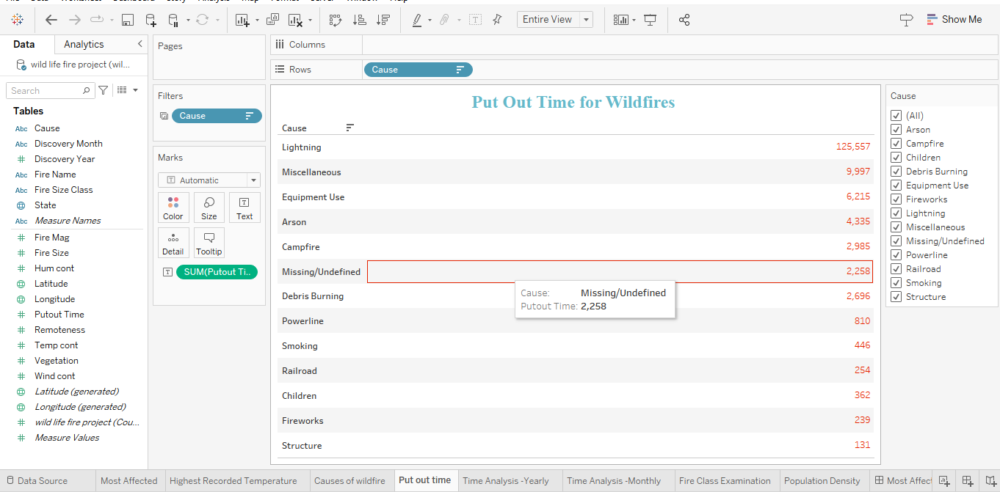 Entire View
Show Me
Data
Analytics
wild life fire project (wil...
Search
Tables
Abc Cause
Abc Discovery Month
Discovery Year
Abc Fire Name
Abc Fire Size Class
State
Abc Measure Names
Fire Mag
Fire Size
Hum cont
Latitude
Longitude
Putout Time
Remoteness
Temp cont
Vegetation
Wind cont
Latitude (generated)
Longitude (generated)
wild life fire project (Cou...
Measure Values
Pages
Filters
Cause
Marks
Automatic
Color
Size
Text
Detail
Tooltip
SUM(Putout Ti..
Columns
Rows
Cause
Put Out Time for Wildfires
Cause
Lightning 125,557
Miscellaneous 9,997
Equipment Use 6,215
Arson 4,335
Campfire 2,985
Missing/Undefined 2,258
Debris Burning 2,696
Powerline 810
Smoking 446
Railroad 254
Children 362
Fireworks 239
Structure 131
Cause: Missing/Undefined
Putout Time: 2,258
Cause
(All)
Arson
Campfire
Children
Debris Burning
Equipment Use
Fireworks
Lightning
Miscellaneous
Missing/Undefined
Powerline
Railroad
Smoking
Structure
Data Source
Most Affected
Highest Recorded Temperature
Causes of wildfire
Put out time
Time Analysis -Yearly
Time Analysis -Monthly
Fire Class Examination
Population Density
Most Affect